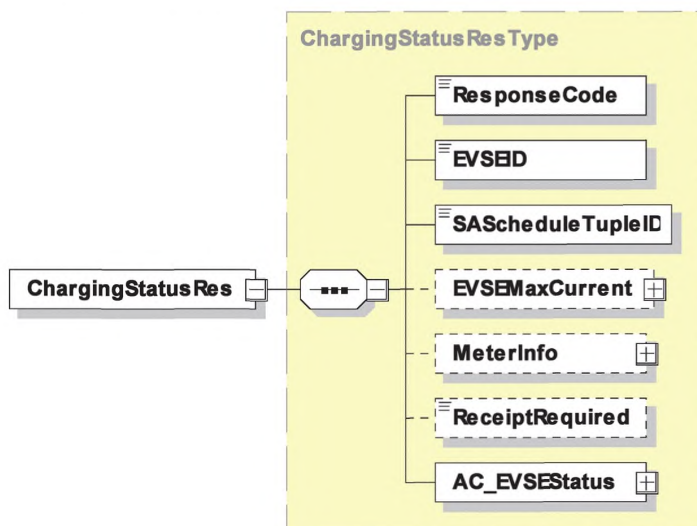 ChargingStatusResType
ResponseCode
EVSEID
SAScheduleTupleID
ChargingStatusRes
EVSEMaxCurrent
MeterInfo
ReceiptRequired
AC_EVSEStatus